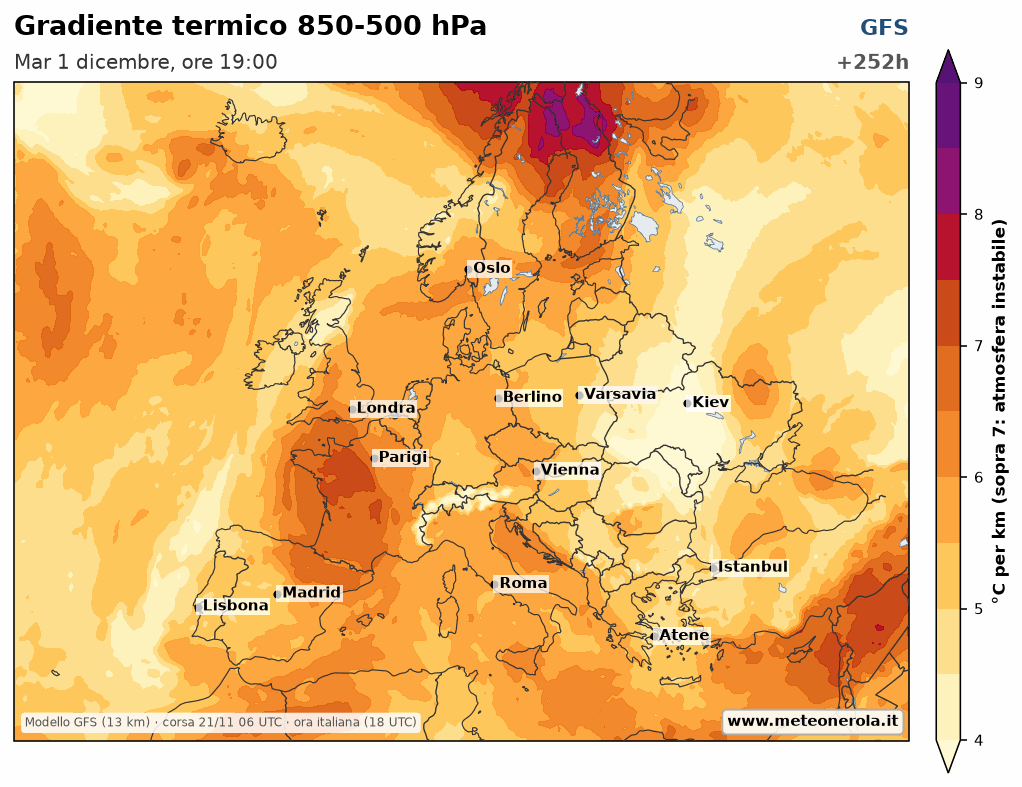 Gradiente termico 850-500 hPa
GFS
Mar 1 dicembre, ore 19:00
+252h
9
8
7
6
5
4
°C per km (sopra 7: atmosfera instabile)
Oslo
Berlino
Varsavia
Kiev
Londra
Parigi
Vienna
Istanbul
Roma
Madrid
Lisbona
Atene
Modello GFS (13 km) · corsa 21/11 06 UTC · ora italiana (18 UTC)
www.meteonerola.it